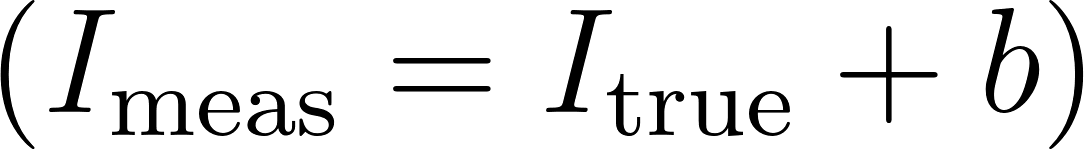 (I_meas = I_true + b)